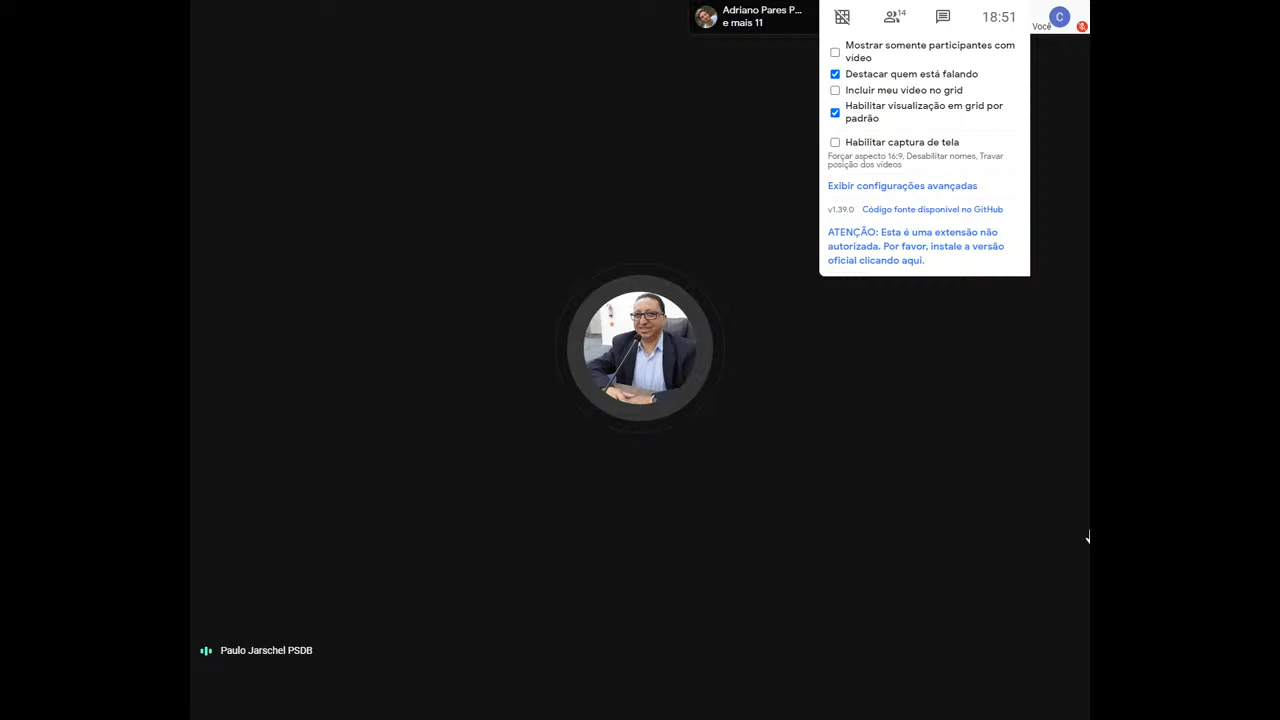 Adriano Pares P...
e mais 11
14
18:51
Você
C
Mostrar somente participantes com
vídeo
Destacar quem está falando
Incluir meu video no grid
Habilitar visualização em grid por
padrão
Habilitar captura de tela
Forçar aspecto 16:9, Desabilitar nomes, Travar
posição dos vídeos
Exibir configurações avançadas
v1.39.0 Código fonte disponível no GitHub
ATENÇÃO: Esta é uma extensão não
autorizada. Por favor, instale a versão
oficial clicando aqui.
Paulo Jarschel PSDB